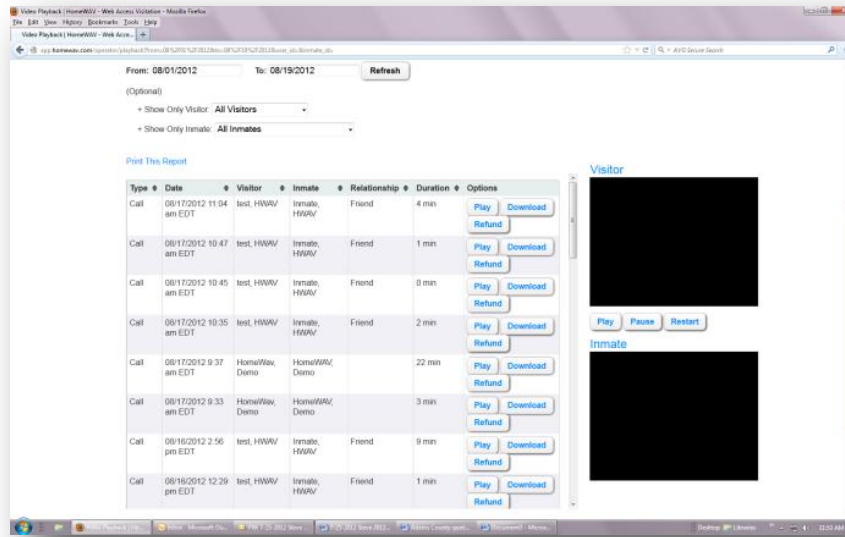 Video Playback | HomeWAV - Web Access Visitation - Mozilla Firefox
File Edit View History Bookmarks Tools Help
Video Playback | HomeWAV - Web Acce...
From: 08/01/2012 To: 08/19/2012 Refresh
(Optional)
+ Show Only Visitor: All Visitors
+ Show Only Inmate: All Inmates
Print This Report
Type Date Visitor Inmate Relationship Duration Options
Call 08/17/2012 11:04 am EDT test, HWAV Inmate, HWAV Friend 4 min Play Download Refund
Call 08/17/2012 10:47 am EDT test, HWAV Inmate, HWAV Friend 1 min Play Download Refund
Call 08/17/2012 10:45 am EDT test, HWAV Inmate, HWAV Friend 0 min Play Download Refund
Call 08/17/2012 10:35 am EDT test, HWAV Inmate, HWAV Friend 2 min Play Download Refund
Call 08/17/2012 9:37 am EDT HomeWav, Demo HomeWAV, Demo 22 min Play Download Refund
Call 08/17/2012 9:33 am EDT HomeWav, Demo HomeWAV, Demo 3 min Play Download Refund
Call 08/16/2012 2:56 pm EDT test, HWAV Inmate, HWAV Friend 9 min Play Download Refund
Call 08/16/2012 12:29 pm EDT test, HWAV Inmate, HWAV Friend 1 min Play Download Refund
Visitor
Play Pause Restart
Inmate
Desktop Libraries 11:50 AM